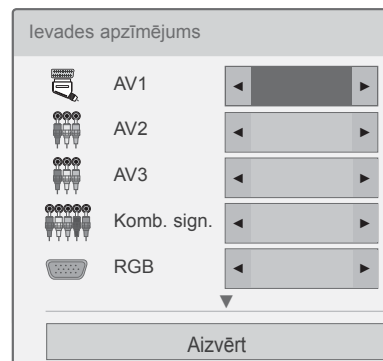 Ievades apzīmējums
AV1
AV2
AV3
Komb. sign.
RGB
Aizvērt